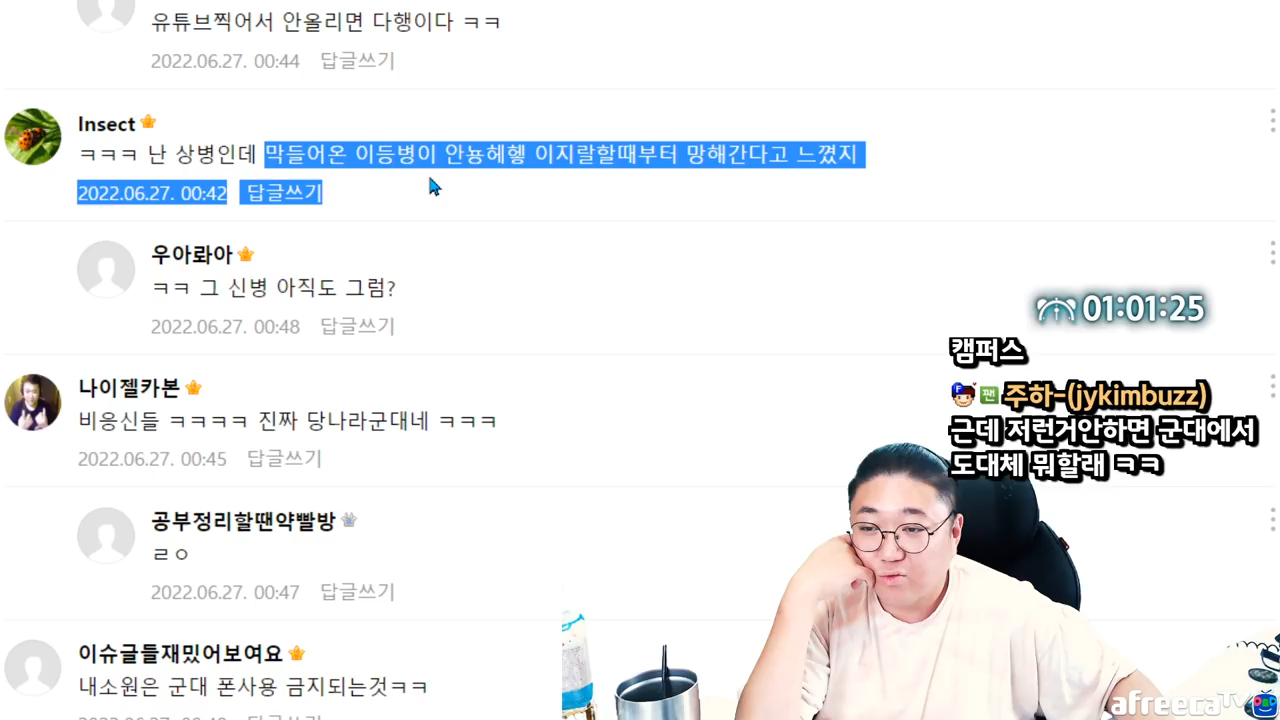 유튜브찍어서 안올리면 다행이다 ㅋㅋ
2022.06.27. 00:44 답글쓰기
Insect
ㅋㅋㅋ 난 상병인데 막들어온 이등병이 안뇽헤헿 이지랄할때부터 망해간다고 느꼈지
2022.06.27. 00:42 답글쓰기
우아롸아
ㅋㅋ 그 신병 아직도 그럼?
2022.06.27. 00:48 답글쓰기
나이젤카본
비응신들 ㅋㅋㅋㅋ 진짜 당나라군대네 ㅋㅋㅋ
2022.06.27. 00:45 답글쓰기
공부정리할땐약빨방
ㄹㅇ
2022.06.27. 00:47 답글쓰기
이슈글들재밌어보여요
내소원은 군대 폰사용 금지되는것ㅋㅋ
01:01:25
캠퍼스
F 팬 주하-(jykimbuzz)
근데 저런거안하면 군대에서
도대체 뭐할래 ㅋㅋ
afreecaTV